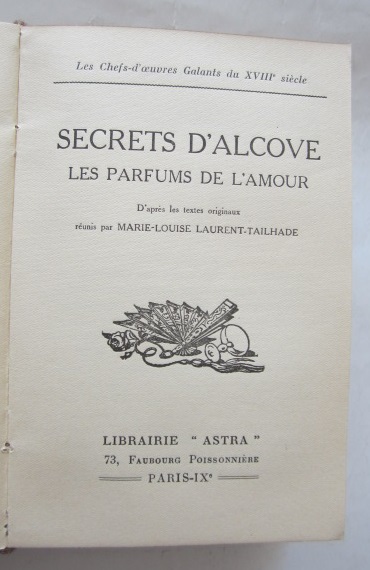 Les Chefs-d'œuvres Galants du XVIIIᵉ siècle
SECRETS D'ALCOVE
LES PARFUMS DE L'AMOUR
D'après les textes originaux
réunis par MARIE-LOUISE LAURENT-TAILHADE
LIBRAIRIE " ASTRA "
73, FAUBOURG POISSONNIÈRE
PARIS-IXᵉ